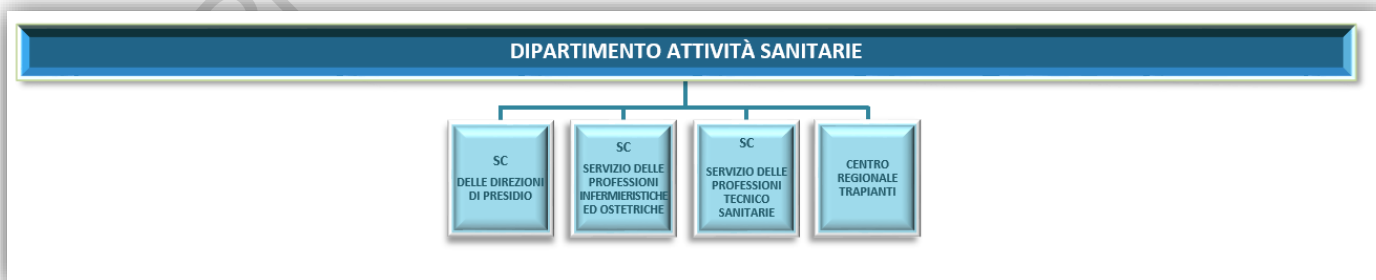 DIPARTIMENTO ATTIVITÀ SANITARIE
SC
DELLE DIREZIONI
DI PRESIDIO
SC
SERVIZIO DELLE
PROFESSIONI
INFERMIERISTICHE
ED OSTETRICHE
SC
SERVIZIO DELLE
PROFESSIONI
TECNICO
SANITARIE
CENTRO
REGIONALE
TRAPIANTI